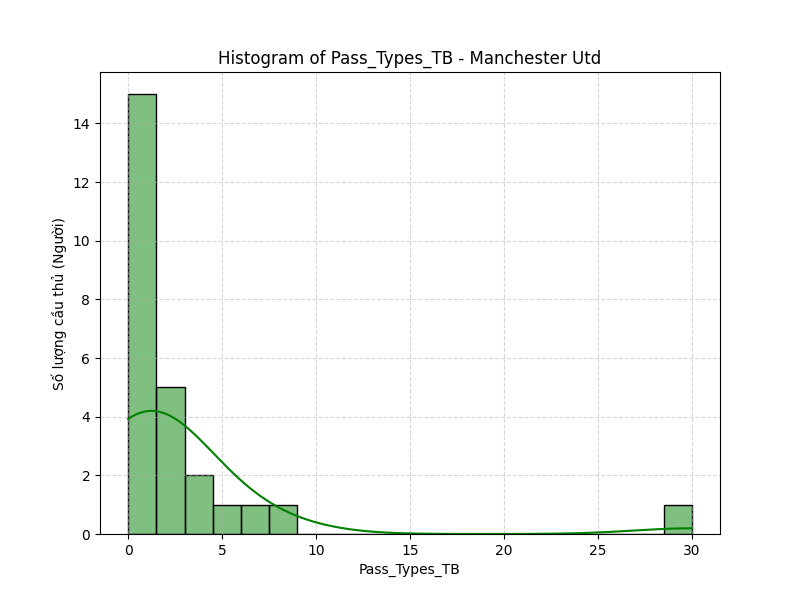 Histogram of Pass_Types_TB - Manchester Utd
Số lượng cầu thủ (Người)
14
12
10
8
6
4
2
0
0 5 10 15 20 25 30
Pass_Types_TB